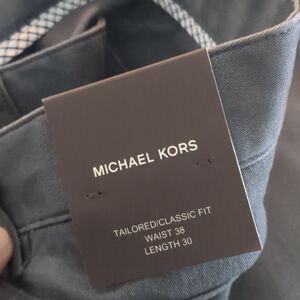 MICHAEL KORS
TAILORED/CLASSIC FIT
WAIST 38
LENGTH 30